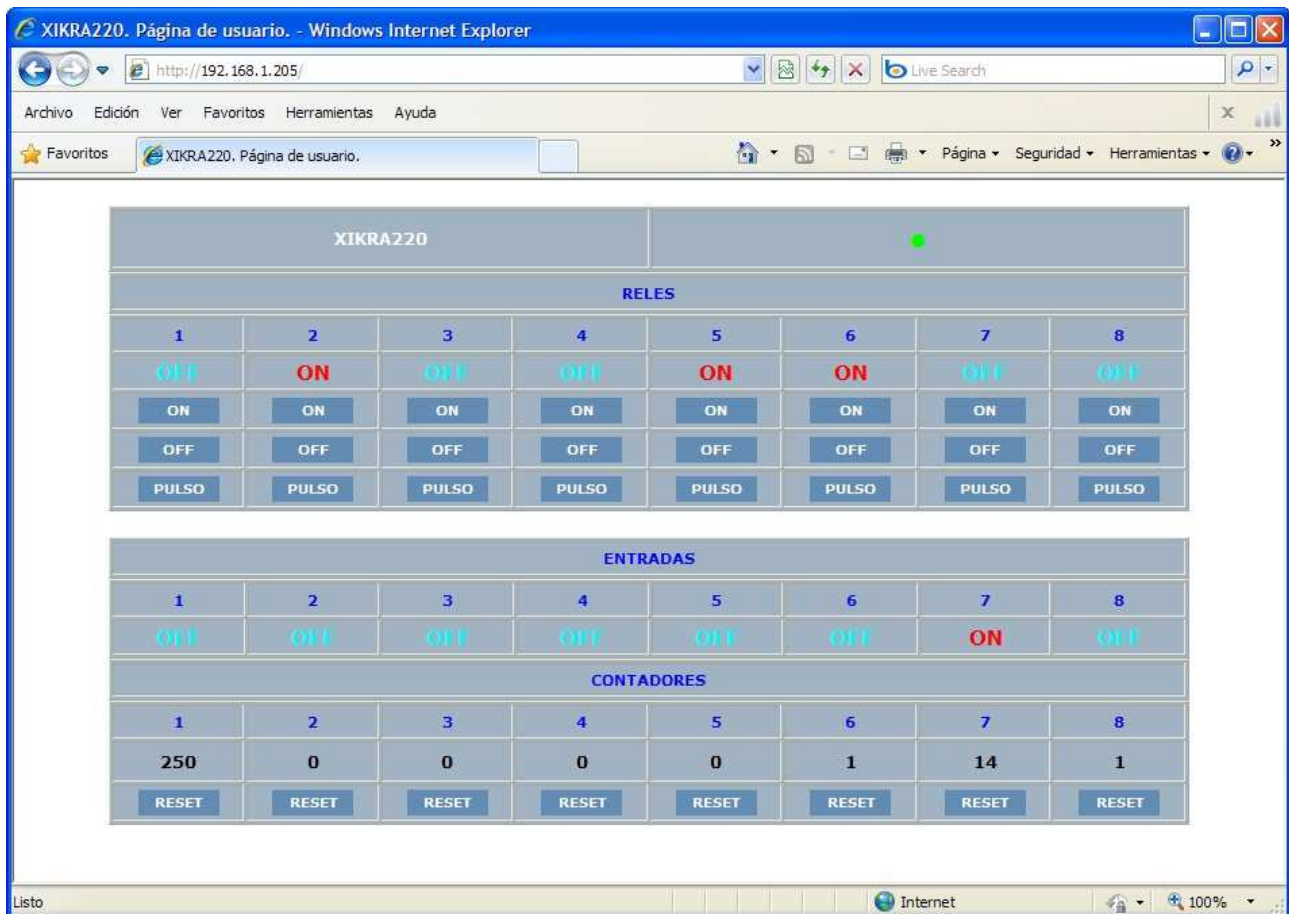 XIKRA220. Página de usuario. - Windows Internet Explorer
http://192.168.1.205/
Live Search
Archivo Edición Ver Favoritos Herramientas Ayuda
Favoritos XIKRA220. Página de usuario. Página Seguridad Herramientas
XIKRA220
RELES
1 2 3 4 5 6 7 8
OFF ON OFF OFF ON ON OFF OFF
ON ON ON ON ON ON ON ON
OFF OFF OFF OFF OFF OFF OFF OFF
PULSO PULSO PULSO PULSO PULSO PULSO PULSO PULSO
ENTRADAS
1 2 3 4 5 6 7 8
OFF OFF OFF OFF OFF OFF ON OFF
CONTADORES
1 2 3 4 5 6 7 8
250 0 0 0 0 1 14 1
RESET RESET RESET RESET RESET RESET RESET RESET
Listo Internet 100%